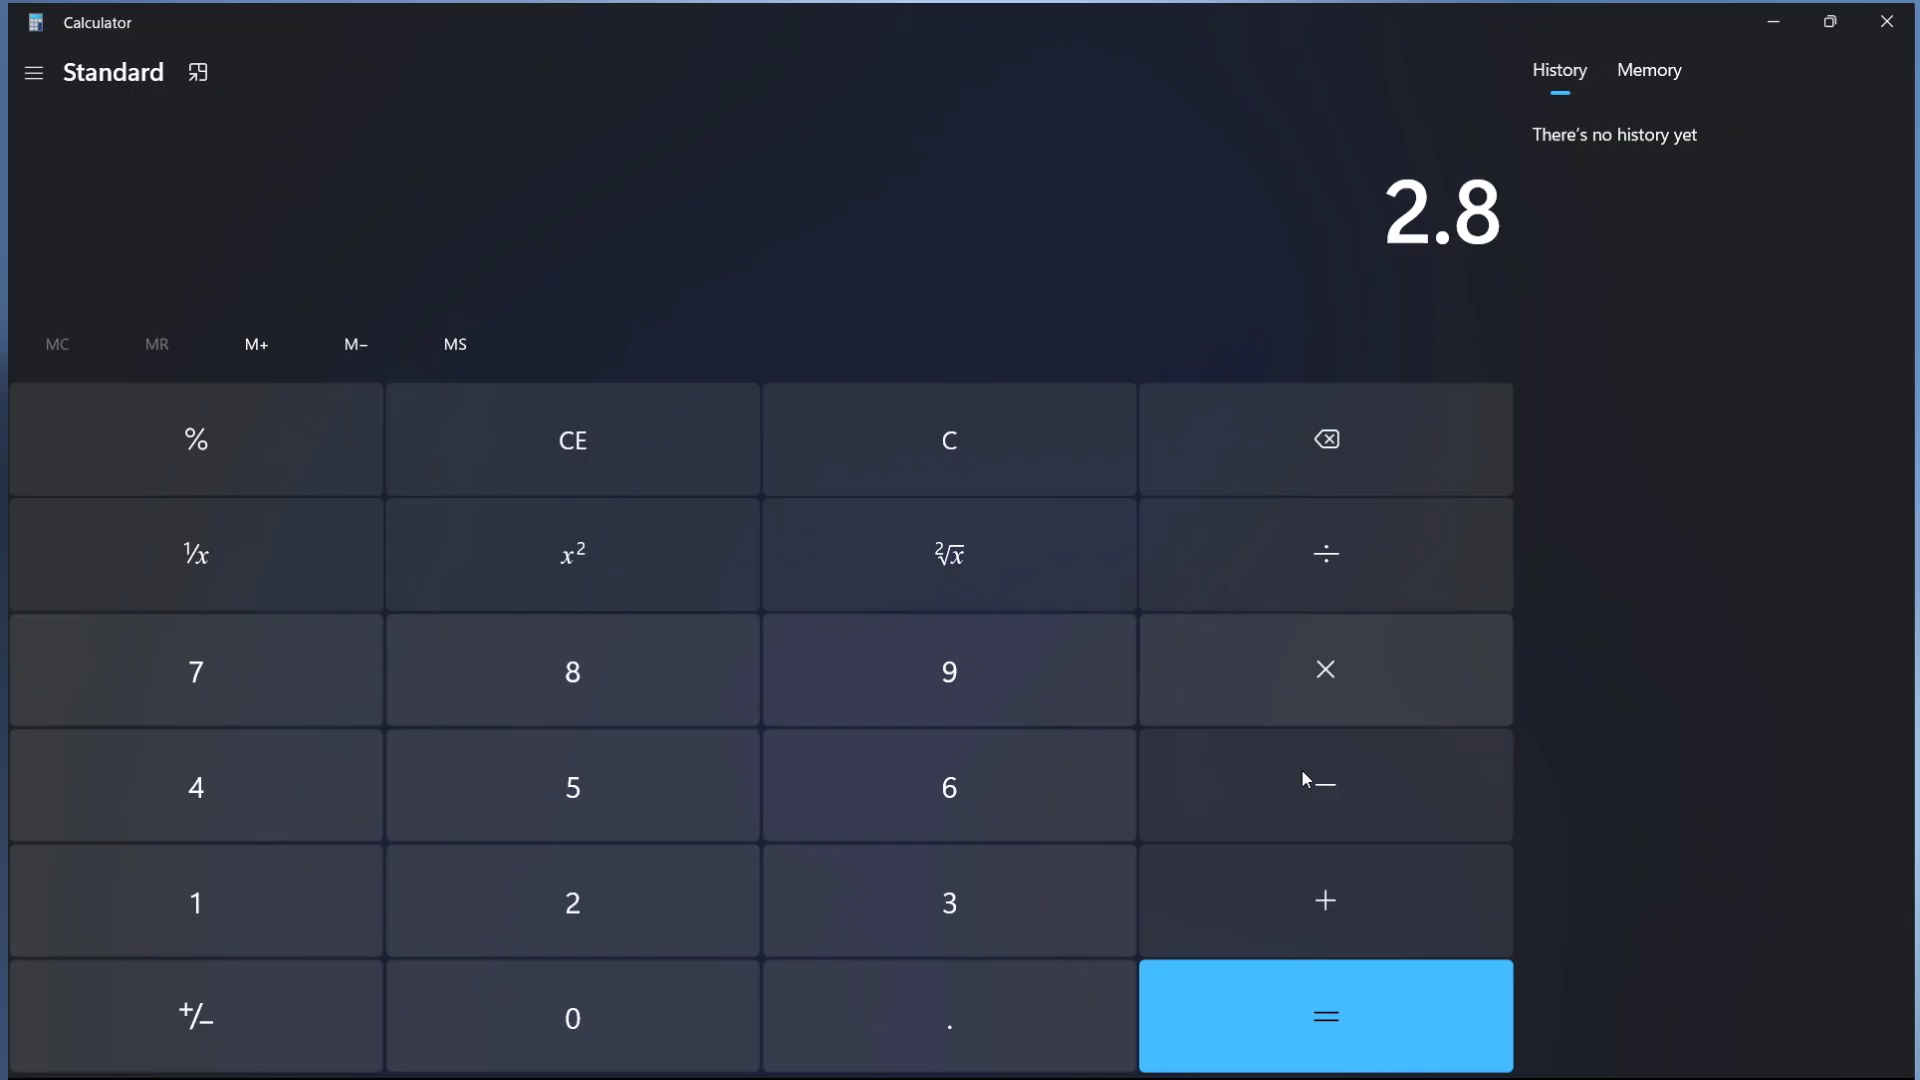 Calculator
Standard
History Memory
There's no history yet
2.8
MC MR M+ M− MS
% CE C
¹⁄x x² ²√x ÷
7 8 9 ×
4 5 6 −
1 2 3 +
+/− 0 . =